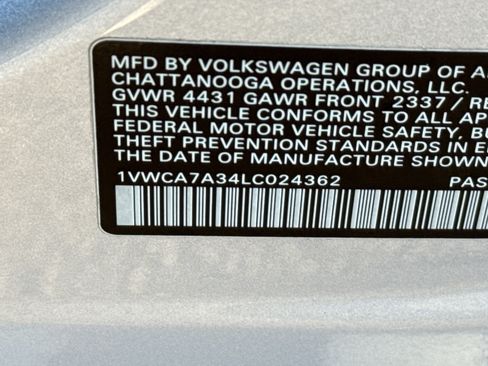 MFD BY VOLKSWAGEN GROUP OF A
CHATTANOOGA OPERATIONS, LLC.
GVWR 4431 GAWR FRONT 2337 / RE
THIS VEHICLE CONFORMS TO ALL AP
FEDERAL MOTOR VEHICLE SAFETY, BU
THEFT PREVENTION STANDARDS IN E
THE DATE OF MANUFACTURE SHOWN
1VWCA7A34LC024362 PAS